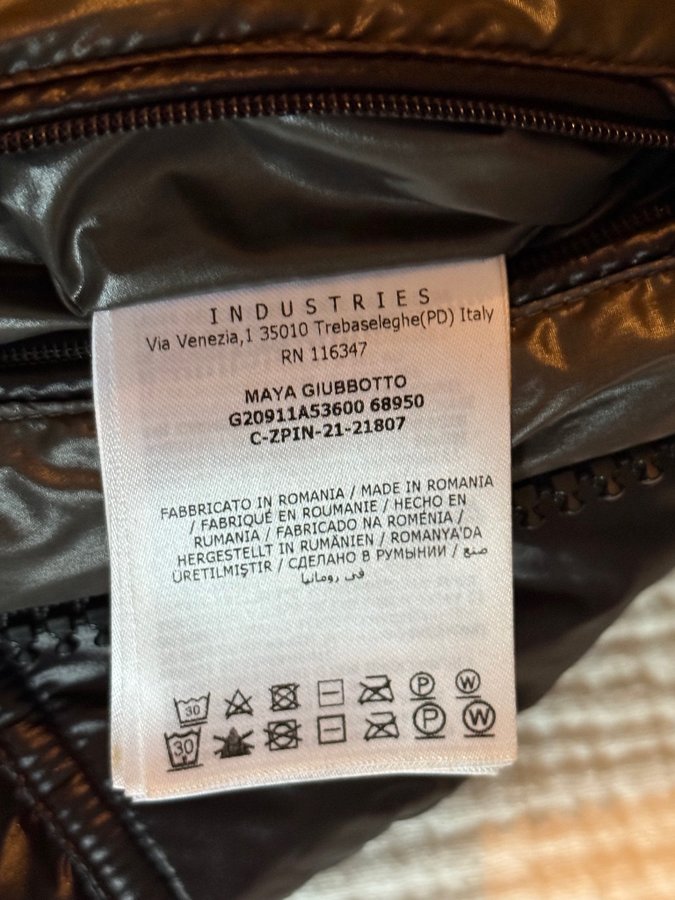 INDUSTRIES
Via Venezia,1 35010 Trebaseleghe(PD) Italy
RN 116347
MAYA GIUBBOTTO
G20911A53600 68950
C-ZPIN-21-21807
FABBRICATO IN ROMANIA / MADE IN ROMANIA
/ FABRIQUÉ EN ROUMANIE / HECHO EN
RUMANIA / FABRICADO NA ROMÉNIA /
HERGESTELLT IN RUMÄNIEN / ROMANYA'DA
ÜRETILMIŞTIR / СДЕЛАНО В РУМЫНИИ / صنع
في رومانيا
30 P W
30 P W